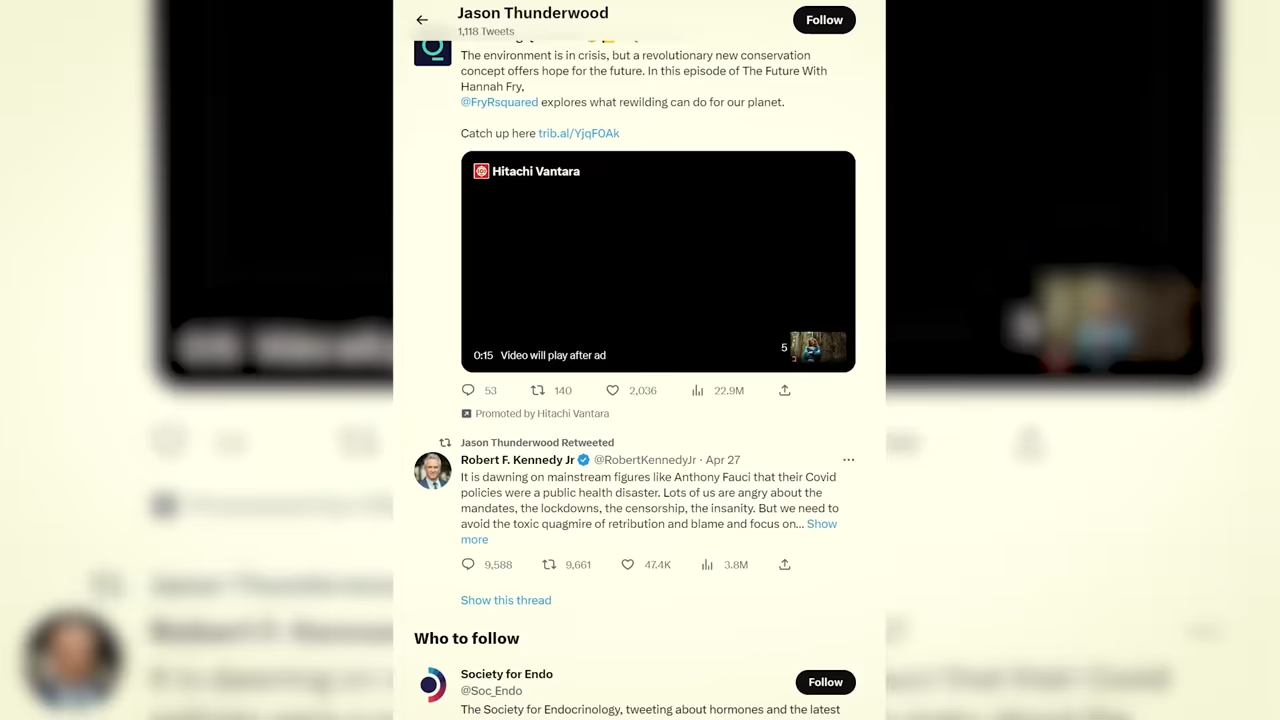 Jason Thunderwood
1,118 Tweets
Follow
The environment is in crisis, but a revolutionary new conservation
concept offers hope for the future. In this episode of The Future With
Hannah Fry,
@FryRsquared explores what rewilding can do for our planet.
Catch up here trib.al/YjqF0Ak
Hitachi Vantara
0:15 Video will play after ad
5
53 140 2,036 22.9M
Promoted by Hitachi Vantara
Jason Thunderwood Retweeted
Robert F. Kennedy Jr @RobertKennedyJr · Apr 27
It is dawning on mainstream figures like Anthony Fauci that their Covid
policies were a public health disaster. Lots of us are angry about the
mandates, the lockdowns, the censorship, the insanity. But we need to
avoid the toxic quagmire of retribution and blame and focus on... Show
more
9,588 9,661 47.4K 3.8M
Show this thread
Who to follow
Society for Endo
@Soc_Endo
Follow
The Society for Endocrinology, tweeting about hormones and the latest